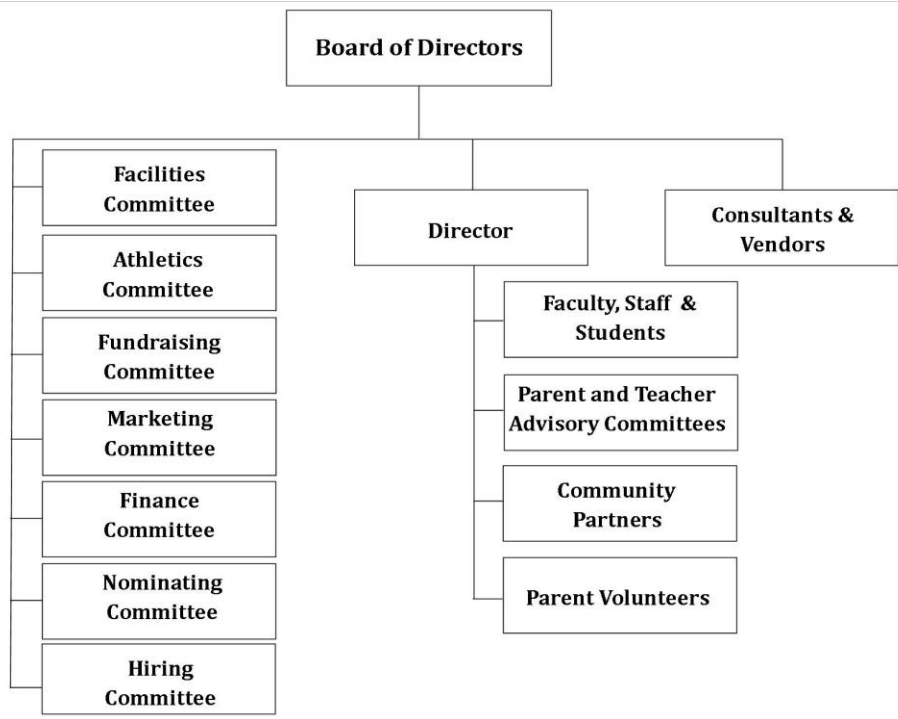 Board of Directors
Facilities
Committee
Athletics
Committee
Fundraising
Committee
Marketing
Committee
Finance
Committee
Nominating
Committee
Hiring
Committee
Director
Faculty, Staff &
Students
Parent and Teacher
Advisory Committees
Community
Partners
Parent Volunteers
Consultants &
Vendors